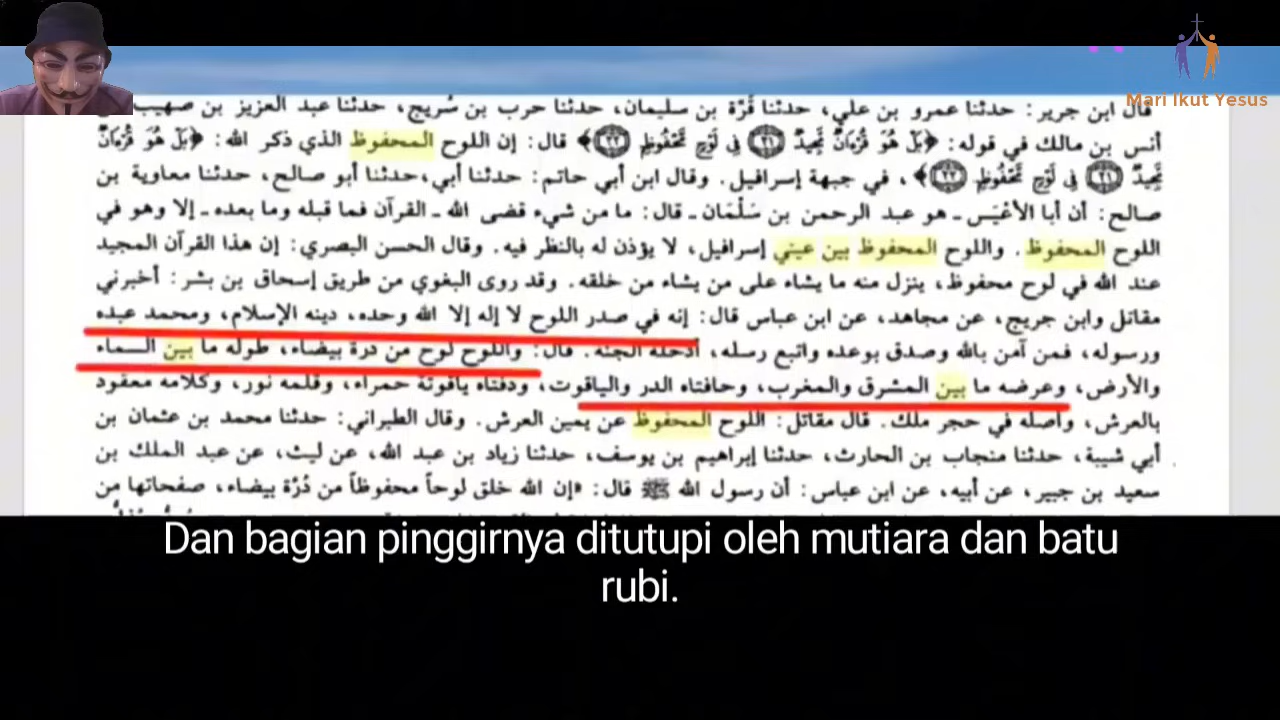 Mari Ikut Yesus
قال ابن جرير: حدثنا عمرو بن علي، حدثنا قرة بن سليمان، حدثنا حرب بن سُريج، حدثنا عبد العزيز بن صهيب
أنس بن مالك في قوله: ﴿بَلْ هُوَ قُرْءَانٌ مَّجِيدٌ ٢١ فِي لَوْحٍ مَّحْفُوظٍ ٢٢﴾ قال: إن اللوح المحفوظ الذي ذكر الله: ﴿بَلْ هُوَ قُرْءَانٌ
مَّجِيدٌ ٢١ فِي لَوْحٍ مَّحْفُوظٍ ٢٢﴾، في جبهة إسرافيل. وقال ابن أبي حاتم: حدثنا أبي، حدثنا أبو صالح، حدثنا معاوية بن
صالح: أن أبا الأعْيَس ـ هو عبد الرحمن بن سَلْمَان ـ قال: ما من شيء قضى الله ـ القرآن فما قبله وما بعده ـ إلا وهو في
اللوح المحفوظ. واللوح المحفوظ بين عيني إسرافيل، لا يؤذن له بالنظر فيه. وقال الحسن البصري: إن هذا القرآن المجيد
عند الله في لوح محفوظ، ينزل منه ما يشاء على من يشاء من خلقه. وقد روى البغوي من طريق إسحاق بن بشر: أخبرني
مقاتل وابن جريج، عن مجاهد، عن ابن عباس قال: إنه في صدر اللوح لا إله إلا الله وحده، دينه الإسلام، ومحمد عبده
ورسوله، فمن آمن بالله وصدق بوعده واتبع رسله، أدخله الجنة. قال: واللوح لوح من درة بيضاء، طوله ما بين السماء
والأرض، وعرضه ما بين المشرق والمغرب، وحافتاه الدر والياقوت، ودفتاه ياقوتة حمراء، وقلمه نور، وكلامه معقود
بالعرش، وأصله في حجر ملك. قال مقاتل: اللوح المحفوظ عن يمين العرش. وقال الطبراني: حدثنا محمد بن عثمان بن
أبي شيبة، حدثنا منجاب بن الحارث، حدثنا إبراهيم بن يوسف، حدثنا زياد بن عبد الله، عن ليث، عن عبد الملك بن
سعيد بن جبير، عن أبيه، عن ابن عباس: أن رسول الله ﷺ قال: «إن الله خلق لوحاً محفوظاً من دُرّة بيضاء، صفحاتها من
Dan bagian pinggirnya ditutupi oleh mutiara dan batu
rubi.